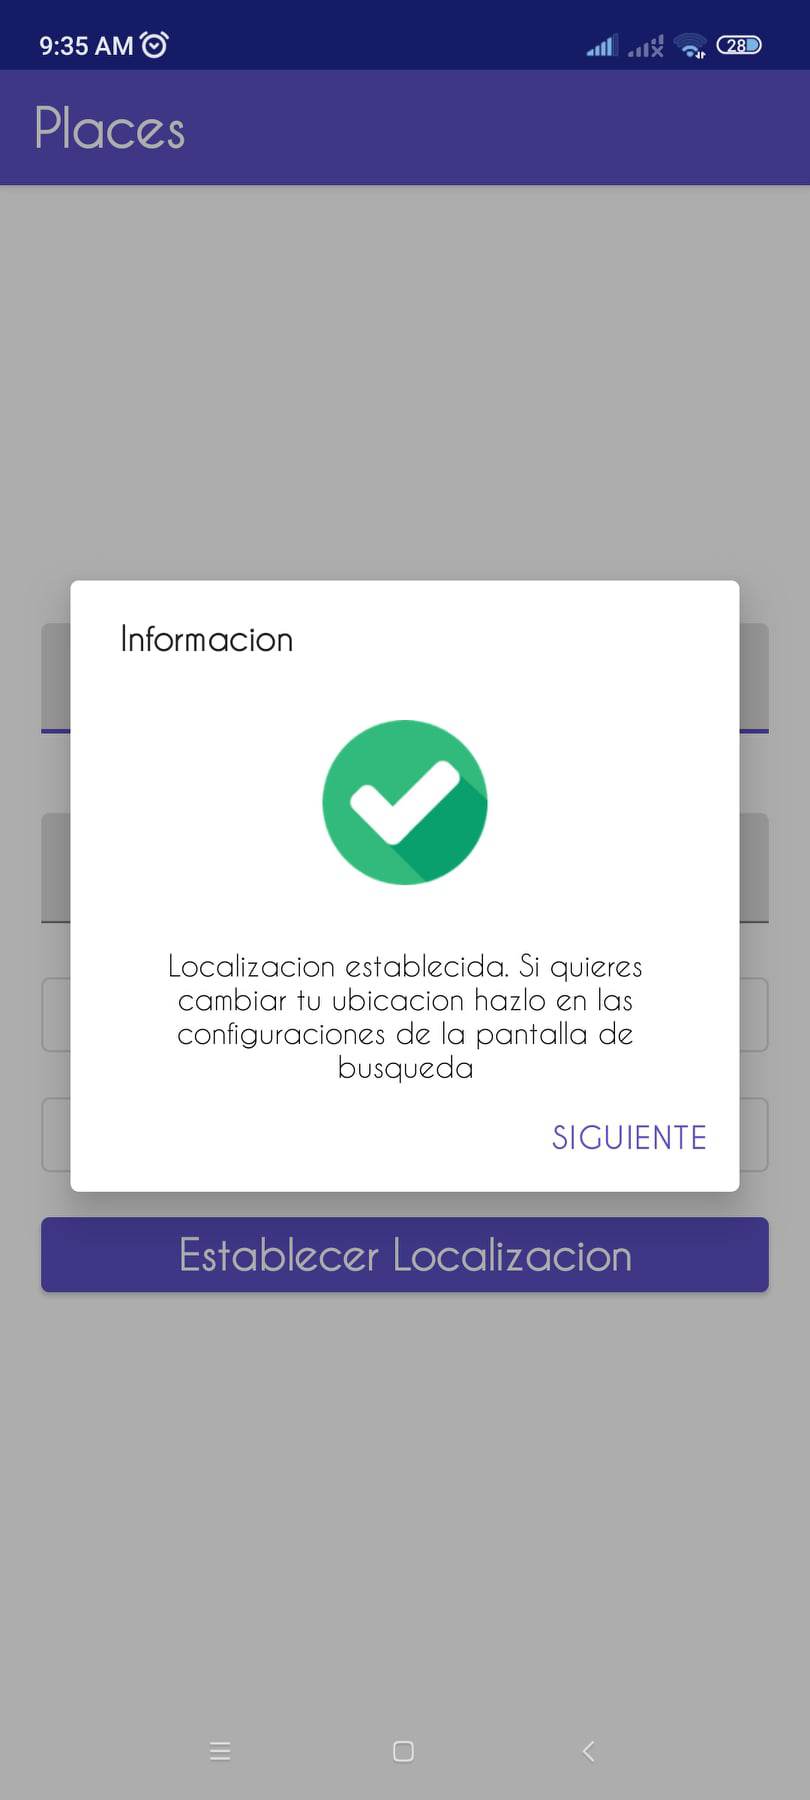 9:35 AM
28
Places
Informacion
Localizacion establecida. Si quieres
cambiar tu ubicacion hazlo en las
configuraciones de la pantalla de
busqueda
SIGUIENTE
Establecer Localizacion